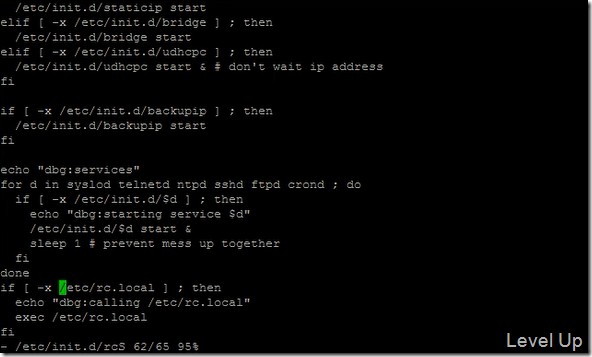 /etc/init.d/staticip start
elif [ -x /etc/init.d/bridge ] ; then
  /etc/init.d/bridge start
elif [ -x /etc/init.d/udhcpc ] ; then
  /etc/init.d/udhcpc start & # don't wait ip address
fi

if [ -x /etc/init.d/backupip ] ; then
  /etc/init.d/backupip start
fi

echo "dbg:services"
for d in syslod telnetd ntpd sshd ftpd crond ; do
  if [ -x /etc/init.d/$d ] ; then
    echo "dbg:starting service $d"
    /etc/init.d/$d start &
    sleep 1 # prevent mess up together
  fi
done
if [ -x /etc/rc.local ] ; then
  echo "dbg:calling /etc/rc.local"
  exec /etc/rc.local
fi
- /etc/init.d/rcS 62/65 95%
Level Up